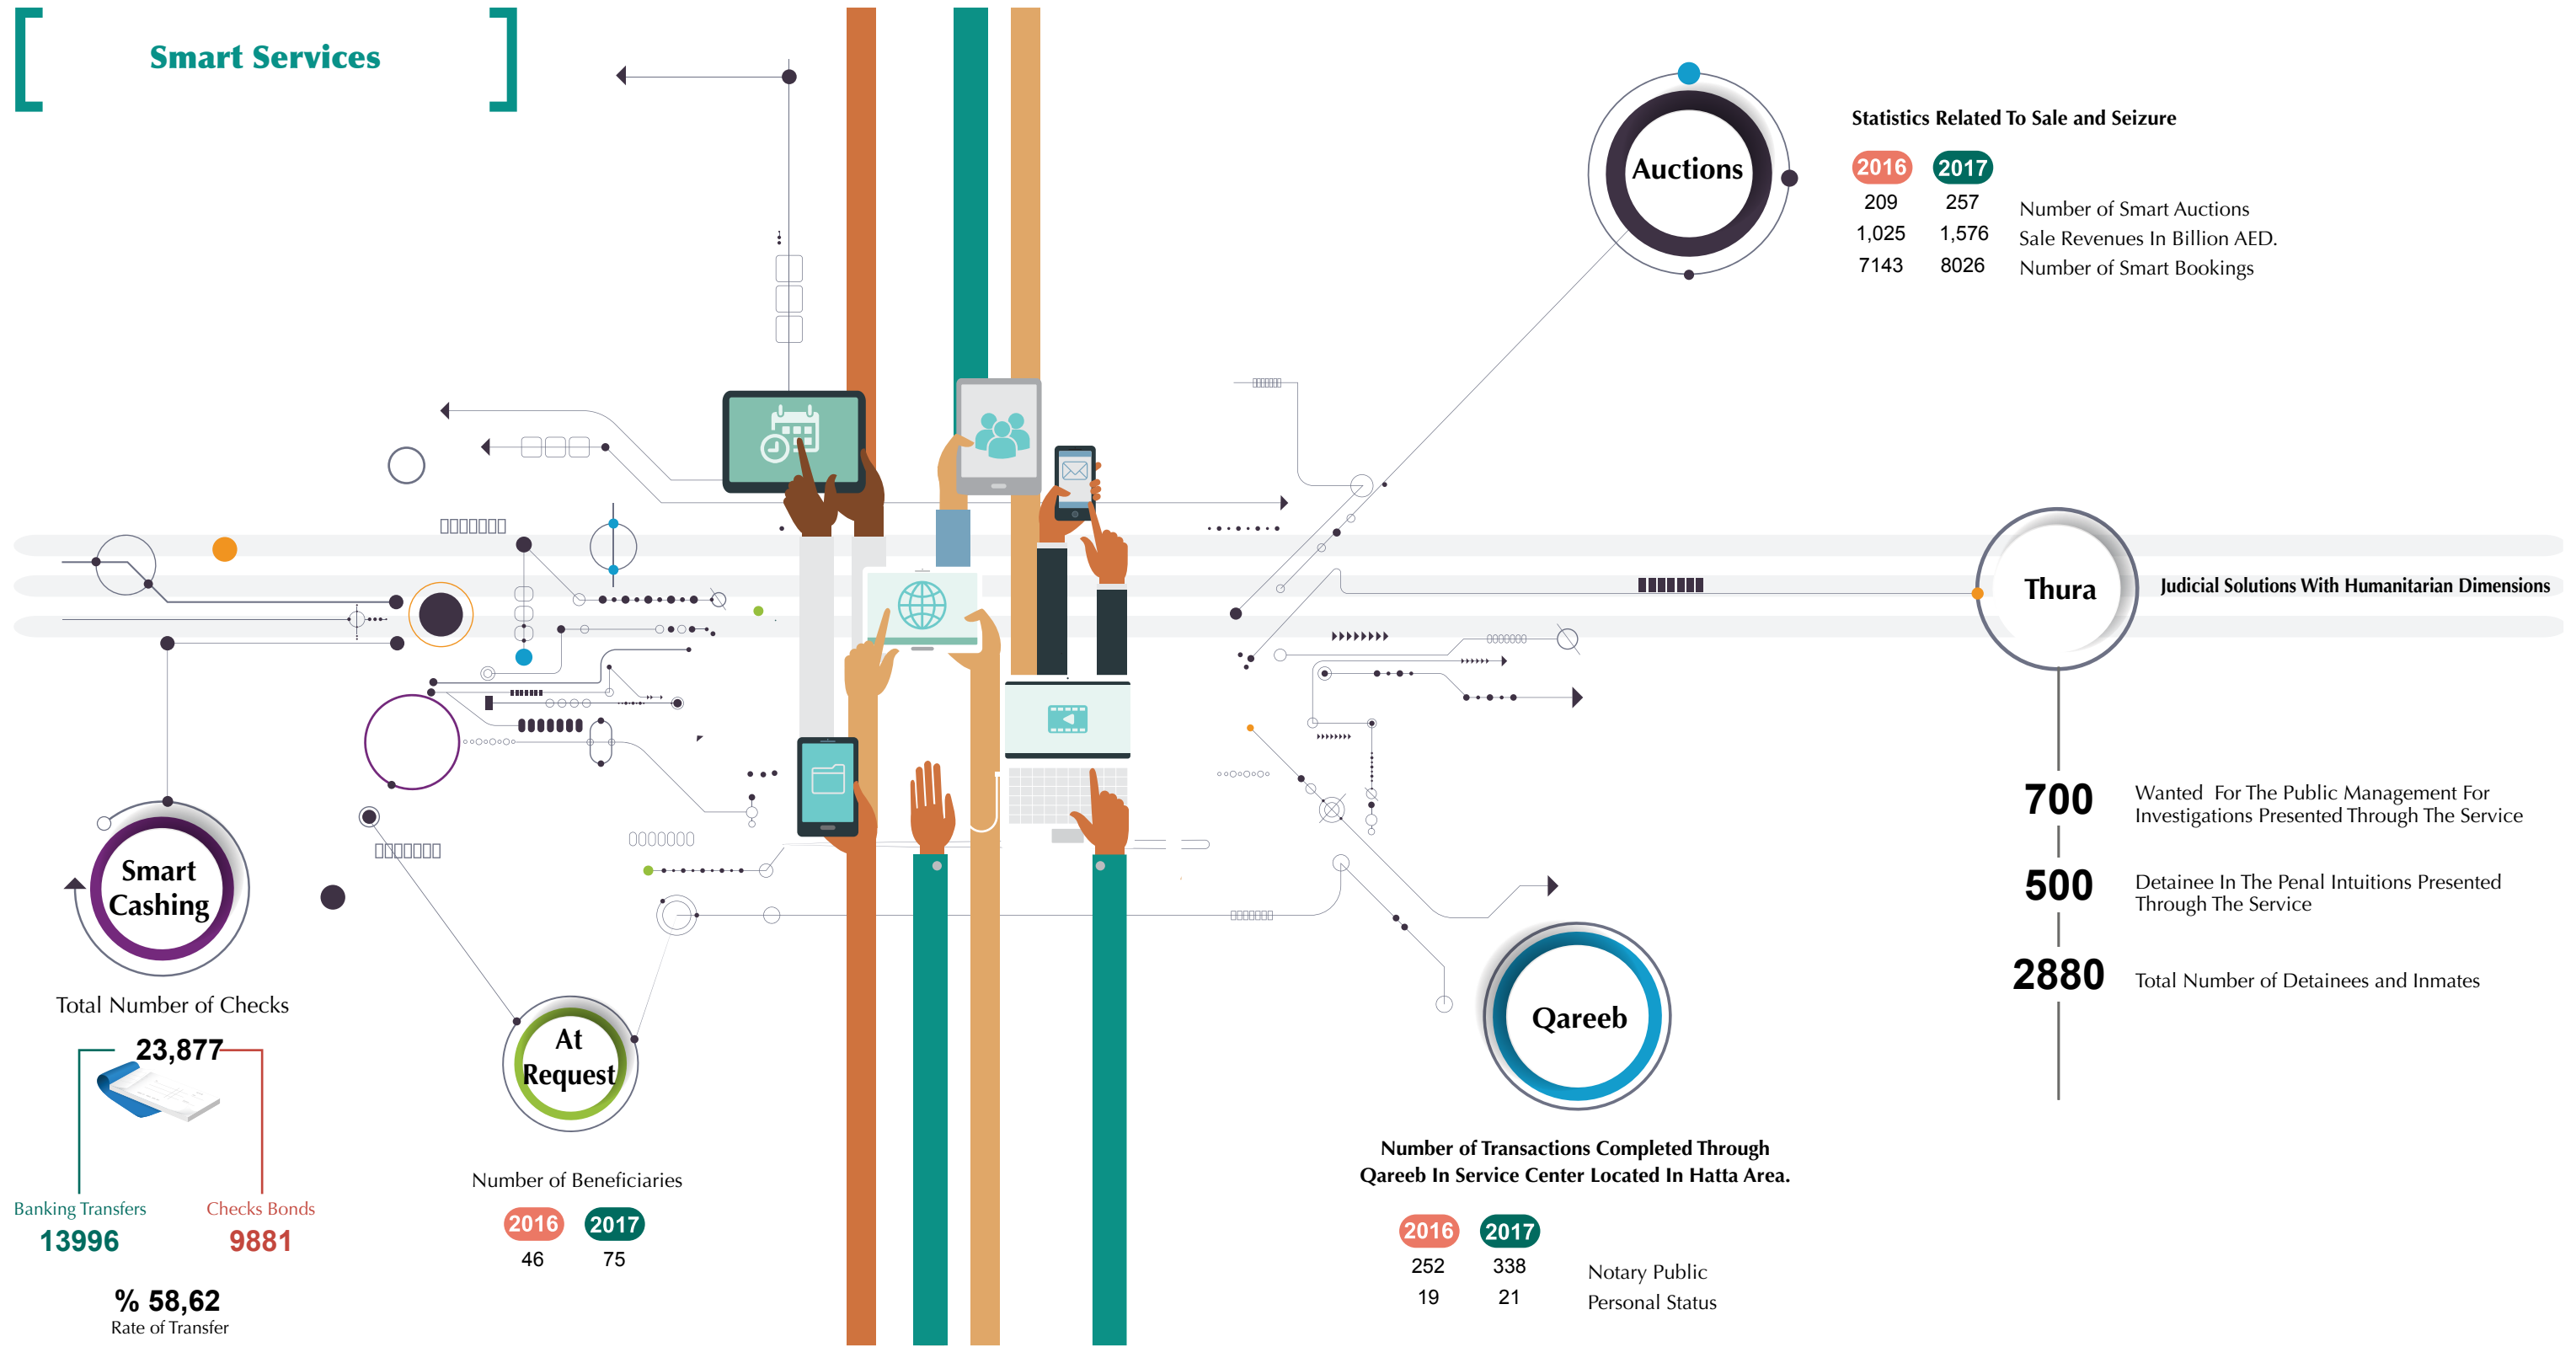 Smart Services
Auctions
Statistics Related To Sale and Seizure
2016 2017
209 257 Number of Smart Auctions
1,025 1,576 Sale Revenues In Billion AED.
7143 8026 Number of Smart Bookings
Thura
Judicial Solutions With Humanitarian Dimensions
700 Wanted For The Public Management For
Investigations Presented Through The Service
500 Detainee In The Penal Intuitions Presented
Through The Service
2880 Total Number of Detainees and Inmates
Smart
Cashing
Total Number of Checks
23,877
Banking Transfers Checks Bonds
13996 9881
% 58,62
Rate of Transfer
At
Request
Number of Beneficiaries
2016 2017
46 75
Qareeb
Number of Transactions Completed Through
Qareeb In Service Center Located In Hatta Area.
2016 2017
252 338 Notary Public
19 21 Personal Status